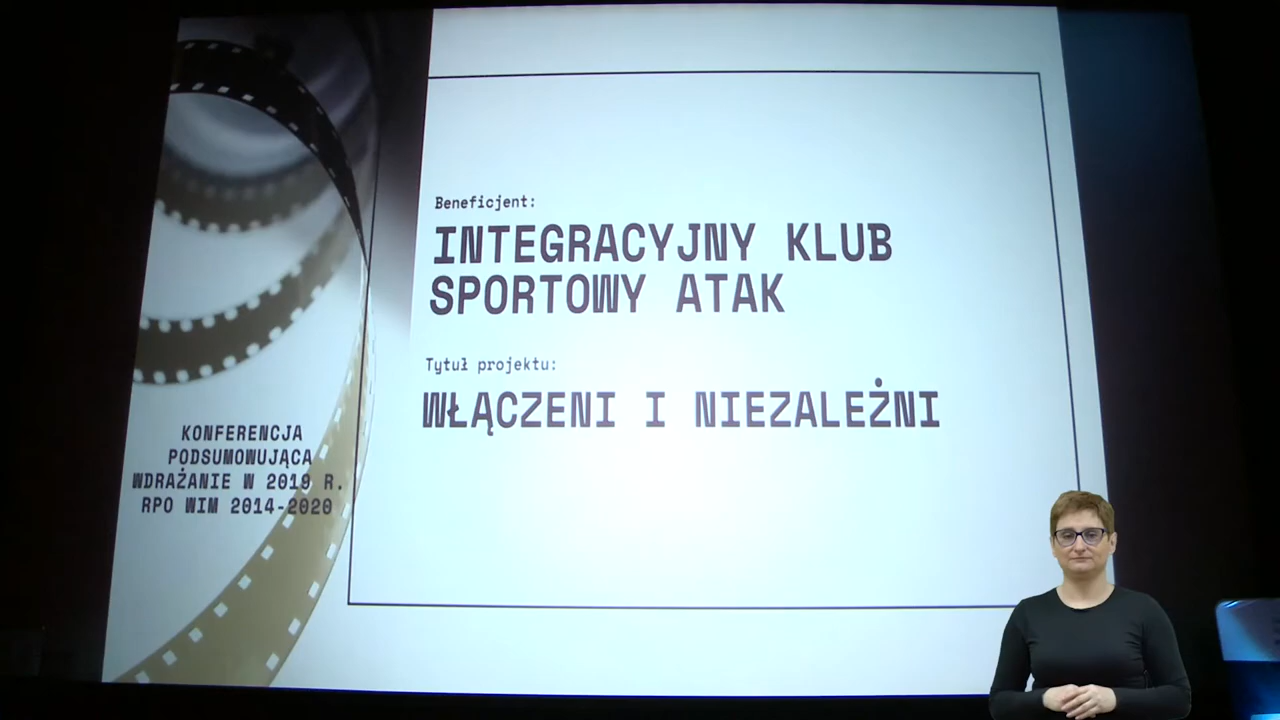 Beneficjent:
INTEGRACYJNY KLUB
SPORTOWY ATAK
Tytuł projektu:
WŁĄCZENI I NIEZALEŻNI
KONFERENCJA
PODSUMOWUJĄCA
WDRAŻANIE W 2019 R.
RPO WIM 2014-2020